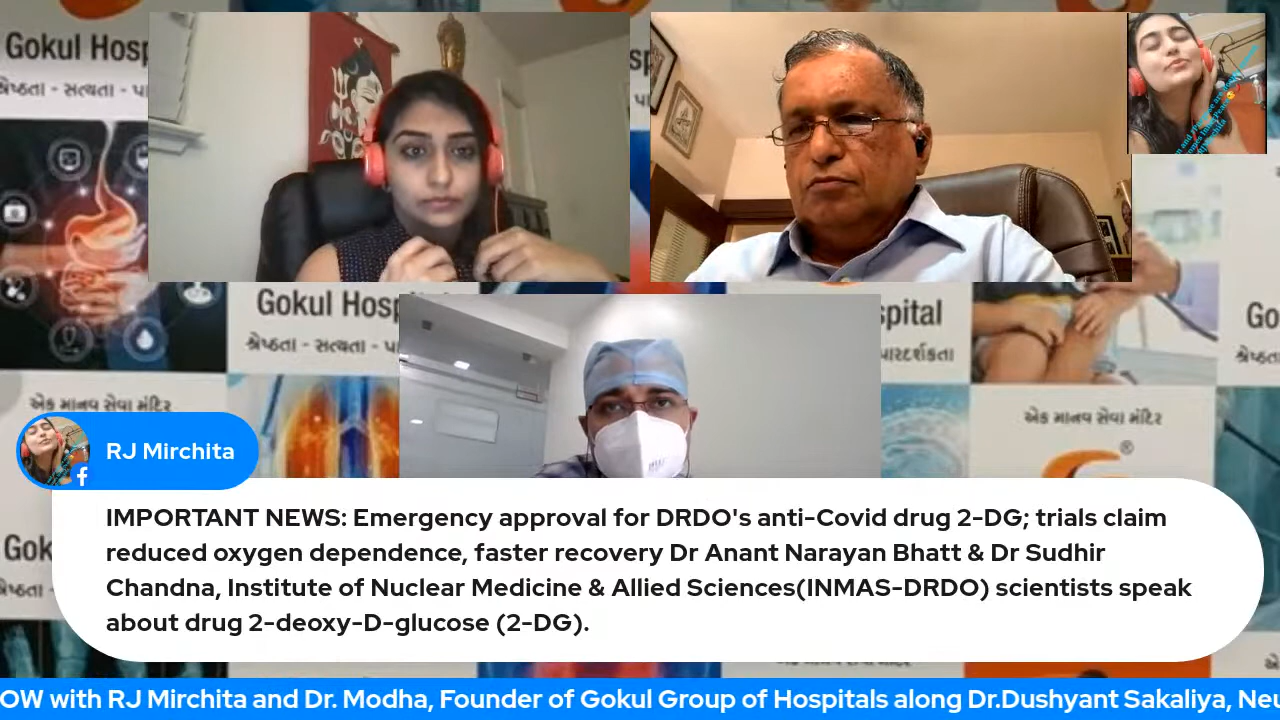 Gokul Hosp
શ્રેષ્ઠતા - સત્યતા - પા
Gokul Hosp
શ્રેષ્ઠતા - સત્યતા - પા
spital
પારદર્શકતા
Go
એક માનવ સેવા મંદિર
એક માનવ સેવા મંદિર
®
RJ Mirchita
IMPORTANT NEWS: Emergency approval for DRDO's anti-Covid drug 2-DG; trials claim
reduced oxygen dependence, faster recovery Dr Anant Narayan Bhatt & Dr Sudhir
Chandna, Institute of Nuclear Medicine & Allied Sciences(INMAS-DRDO) scientists speak
about drug 2-deoxy-D-glucose (2-DG).
Gok
OW with RJ Mirchita and Dr. Modha, Founder of Gokul Group of Hospitals along Dr.Dushyant Sakaliya, Neu